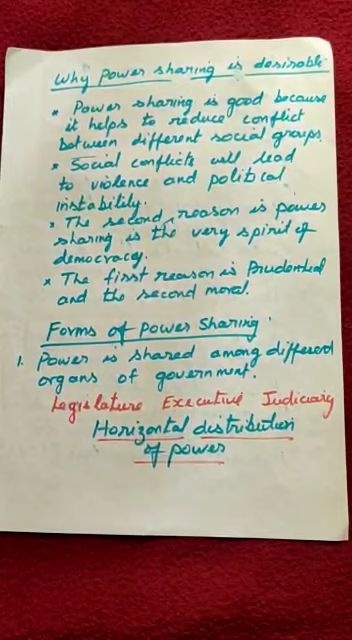 Why Power sharing is desirable
* Power sharing is good because
it helps to reduce conflict
between different social groups.
* Social conflicts will lead
to violence and political
instability.
* The second reason is power
sharing is the very spirit of
democracy.
* The first reason is Prudential
and the second moral.
Forms of Power Sharing
1. Power is shared among different
organs of government.
Legislature Executive Judiciary
Horizontal distribution
of power